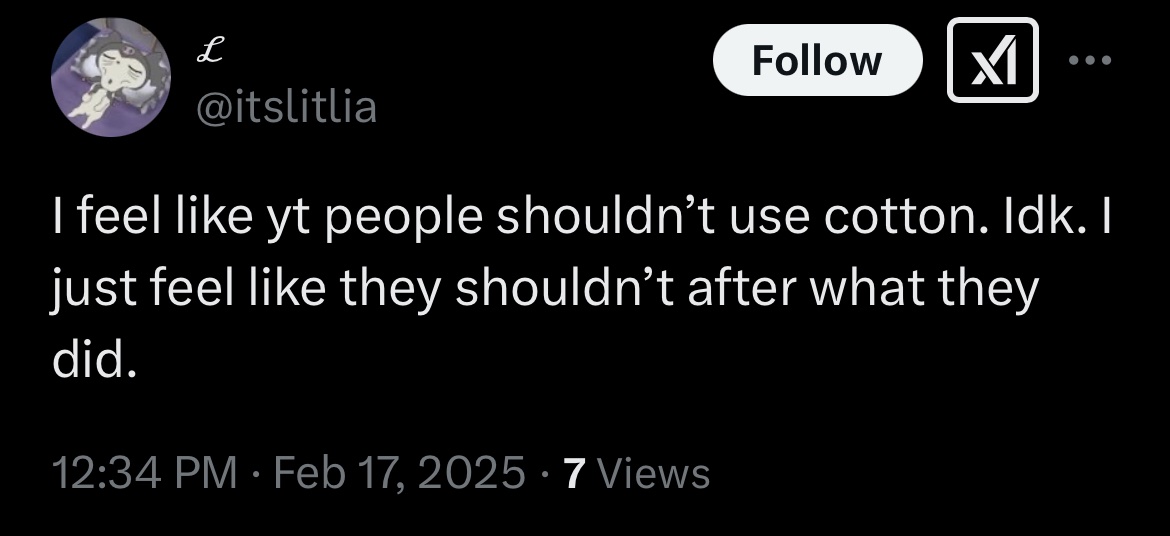 ℒ
Follow
@itslitlia
I feel like yt people shouldn’t use cotton. Idk. I
just feel like they shouldn’t after what they
did.
12:34 PM · Feb 17, 2025 · 7 Views